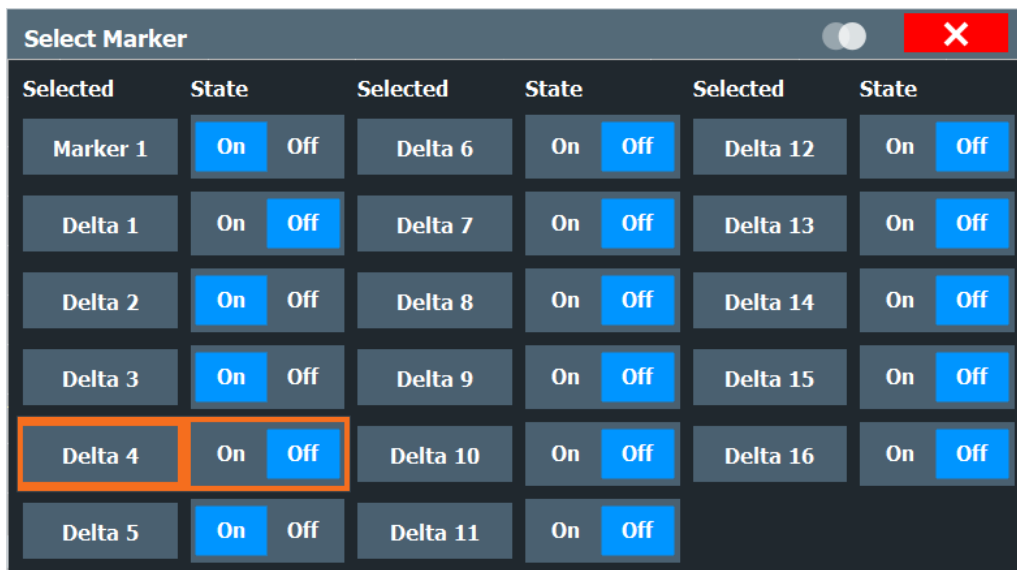 Select Marker
Selected State Selected State Selected State
Marker 1 On Off Delta 6 On Off Delta 12 On Off
Delta 1 On Off Delta 7 On Off Delta 13 On Off
Delta 2 On Off Delta 8 On Off Delta 14 On Off
Delta 3 On Off Delta 9 On Off Delta 15 On Off
Delta 4 On Off Delta 10 On Off Delta 16 On Off
Delta 5 On Off Delta 11 On Off